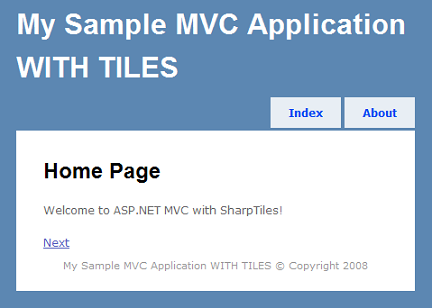 My Sample MVC Application
WITH TILES
Index About
Home Page
Welcome to ASP.NET MVC with SharpTiles!
Next
My Sample MVC Application WITH TILES © Copyright 2008